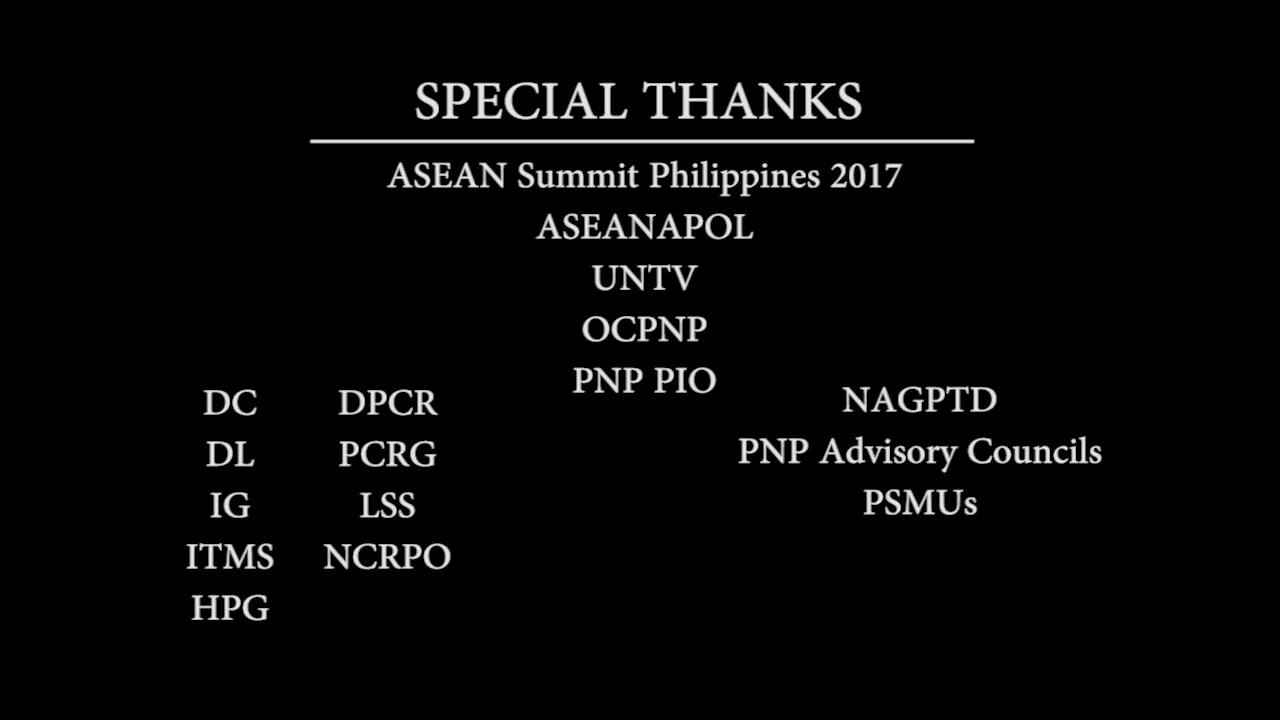 SPECIAL THANKS
ASEAN Summit Philippines 2017
ASEANAPOL
UNTV
OCPNP
PNP PIO
DC DPCR
DL PCRG
IG LSS
ITMS NCRPO
HPG
NAGPTD
PNP Advisory Councils
PSMUs